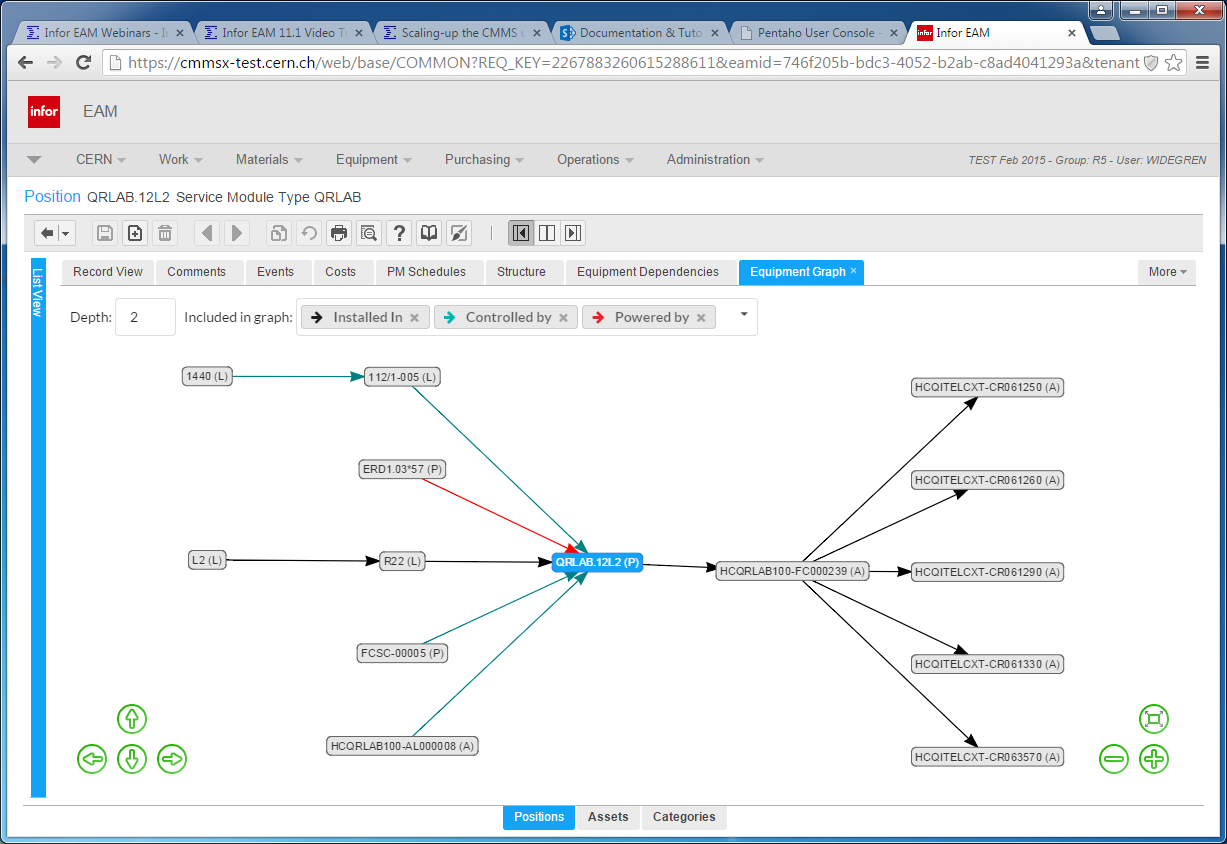 Infor EAM Webinars - I
Infor EAM 11.1 Video T
Scaling-up the CMMS u
Documentation & Tuto
Pentaho User Console -
infor Infor EAM
https://cmmsx-test.cern.ch/web/base/COMMON?REQ_KEY=2267883260615288611&eamid=746f205b-bdc3-4052-b2ab-c8ad4041293a&tenant
infor EAM
CERN Work Materials Equipment Purchasing Operations Administration TEST Feb 2015 - Group: R5 - User: WIDEGREN
Position QRLAB.12L2 Service Module Type QRLAB
List View
Record View Comments Events Costs PM Schedules Structure Equipment Dependencies Equipment Graph × More
Depth: 2 Included in graph: Installed In × Controlled by × Powered by ×
1440 (L)
112/1-005 (L)
HCQITELCXT-CR061250 (A)
ERD1.03*57 (P)
HCQITELCXT-CR061260 (A)
L2 (L)
R22 (L)
QRLAB.12L2 (P)
HCQRLAB100-FC000239 (A)
HCQITELCXT-CR061290 (A)
FCSC-00005 (P)
HCQITELCXT-CR061330 (A)
HCQRLAB100-AL000008 (A)
HCQITELCXT-CR063570 (A)
Positions Assets Categories